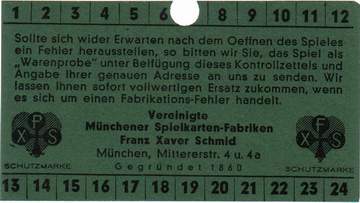 1 2 3 4 5 6 7 8 9 10 11 12
Sollte sich wider Erwarten nach dem Oeffnen des Spieles
ein Fehler herausstellen, so bitten wir Sie, das Spiel als
„Warenprobe" unter Beifügung dieses Kontrollzettels und
Angabe Ihrer genauen Adresse an uns zu senden. Wir
lassen Ihnen sofort vollwertigen Ersatz zukommen, wenn
es sich um einen Fabrikations-Fehler handelt.
Vereinigte
Münchener Spielkarten-Fabriken
Franz Xaver Schmid
München, Mittererstr. 4 u. 4a
Gegründet 1860
P
X S
SCHUTZMARKE
F
X S
SCHUTZMARKE
13 14 15 16 17 18 19 20 21 22 23 24